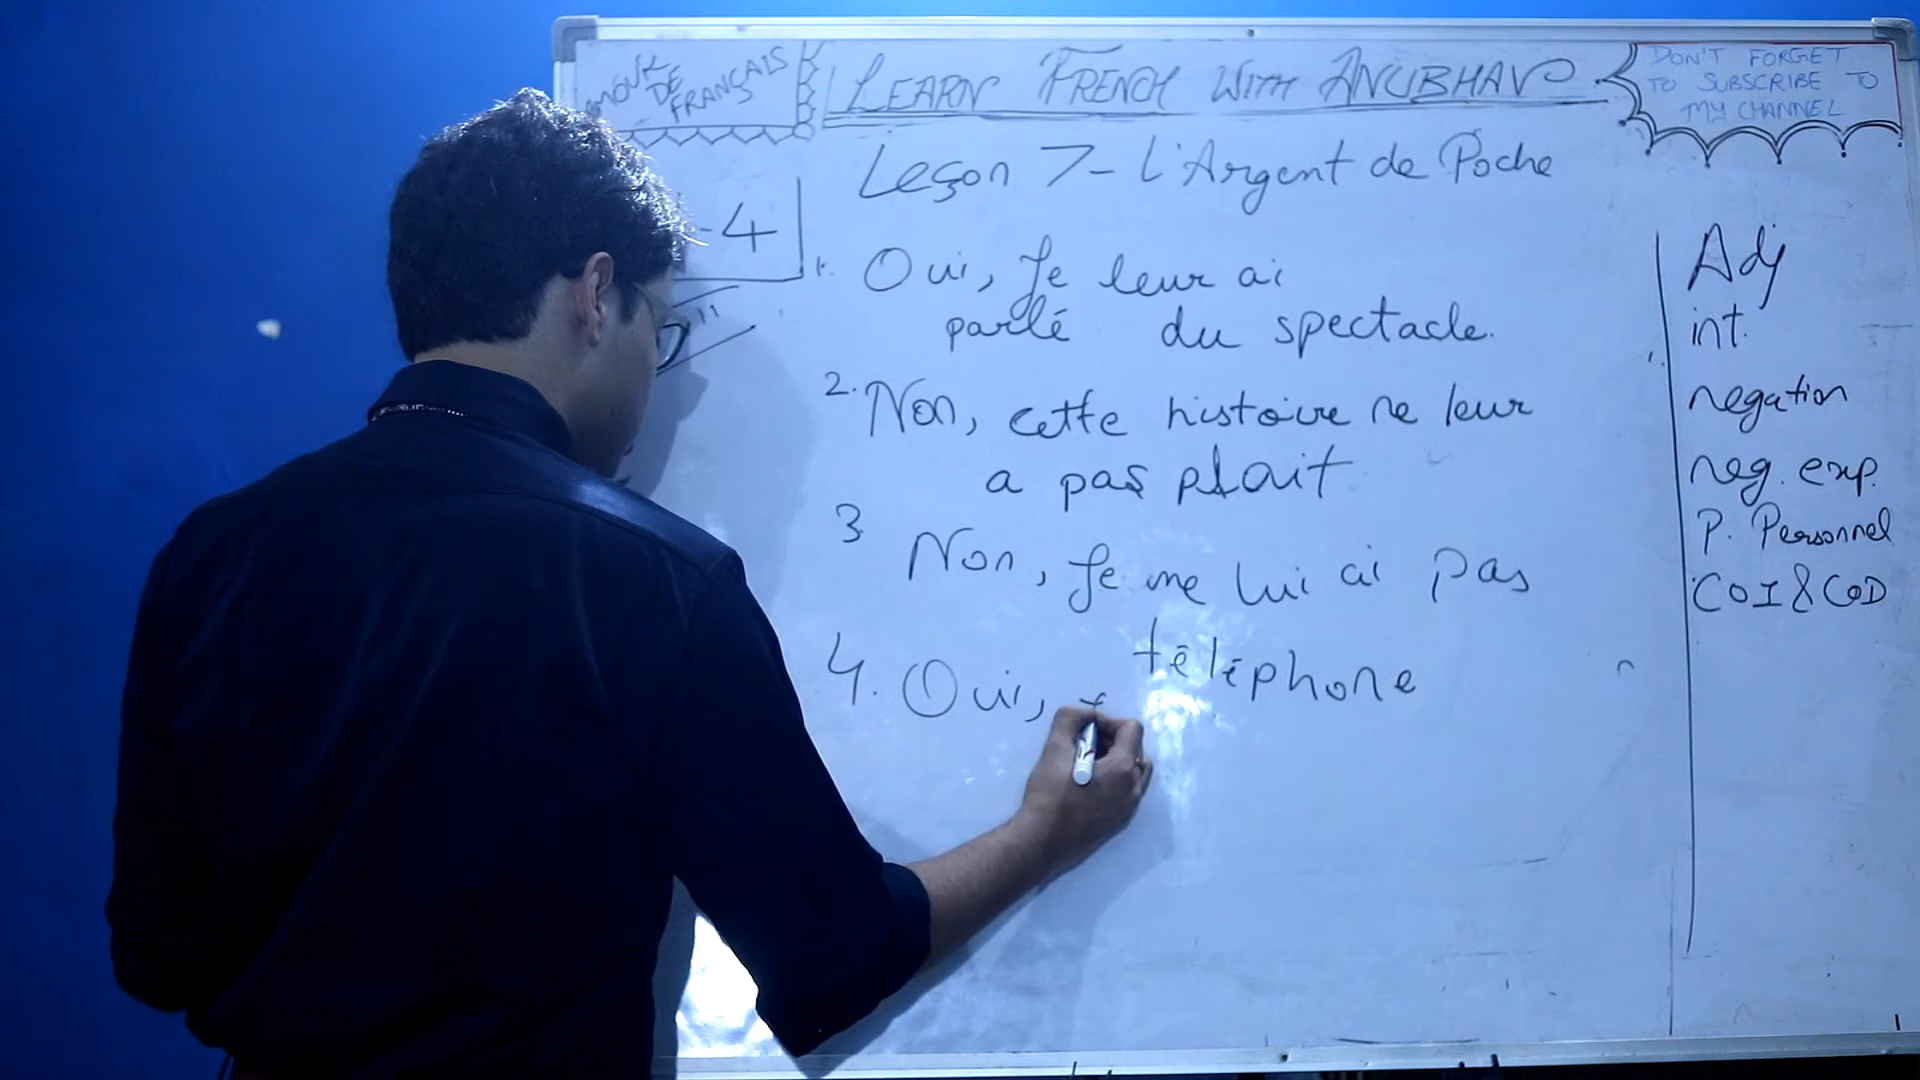 DE
FRANÇAIS
LEARN FRENCH WITH ANUBHAV
DON'T FORGET
TO SUBSCRIBE TO
MY CHANNEL
Leçon 7- L'Argent de Poche
-4
1. Oui, Je leur ai
parlé du spectacle.
2. Non, cette histoire ne leur
a pas plait
3 Non, Je ne lui ai pas
téléphone
4. Oui,
Adj
int.
negation
neg. exp.
P. Personnel
COI & COD